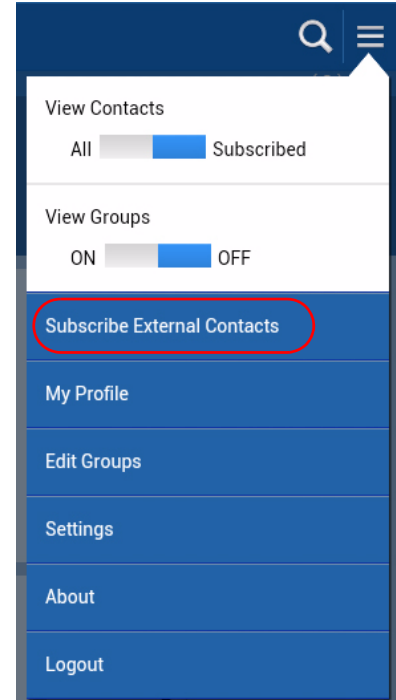 View Contacts
All Subscribed
View Groups
ON OFF
Subscribe External Contacts
My Profile
Edit Groups
Settings
About
Logout